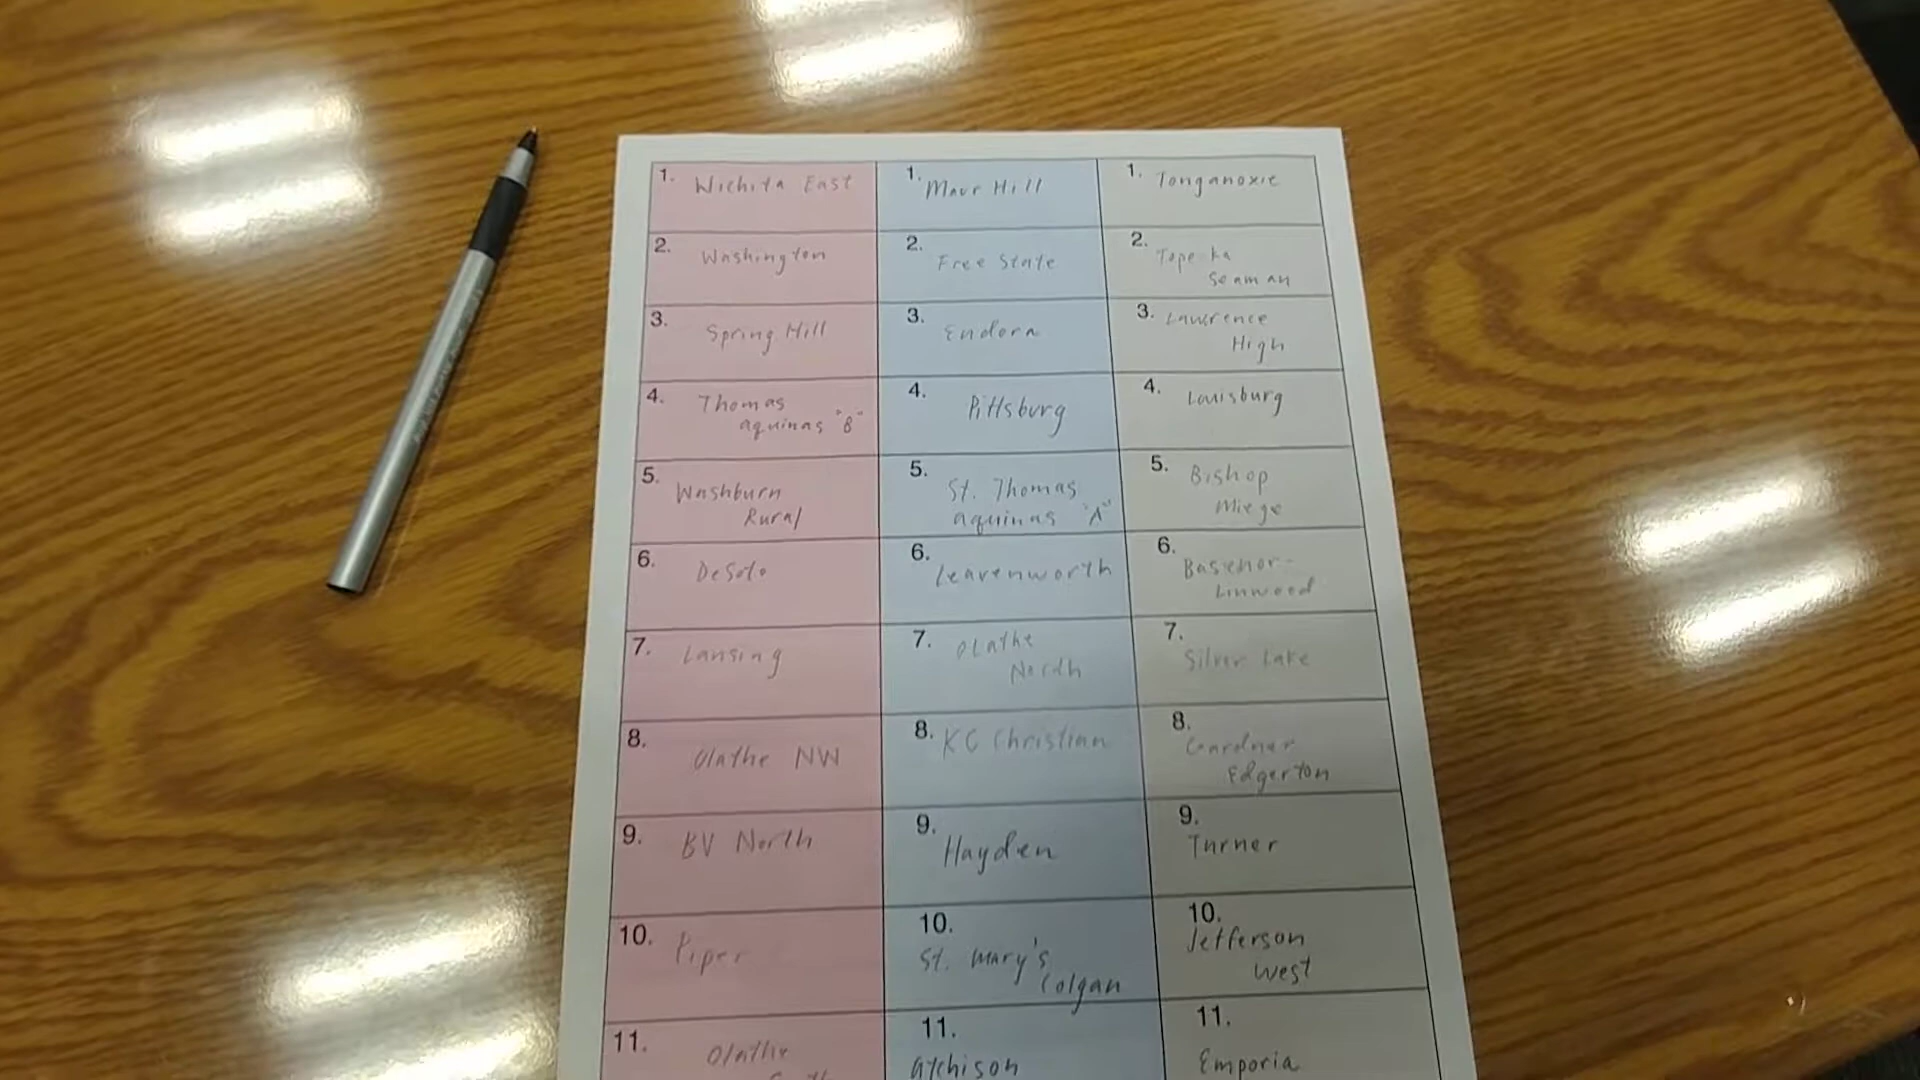 1. Wichita East
1. Maur Hill
1. Tonganoxie
2. Washington
2. Free State
2. Topeka
Seaman
3. Spring Hill
3. Eudora
3. Lawrence
High
4. Thomas
aquinas "B"
4. Pittsburg
4. Louisburg
5. Washburn
Rural
5. St. Thomas
aquinas "A"
5. Bishop
Miege
6. DeSoto
6. Leavenworth
6. Basehor-
Linwood
7. Lansing
7. Olathe
North
7. Silver Lake
8. Olathe NW
8. KC Christian
8. Gardner
Edgerton
9. BV North
9. Hayden
9. Turner
10. Piper
10. St. Mary's
Colgan
10. Jefferson
West
11. Olathe
11. Atchison
11. Emporia